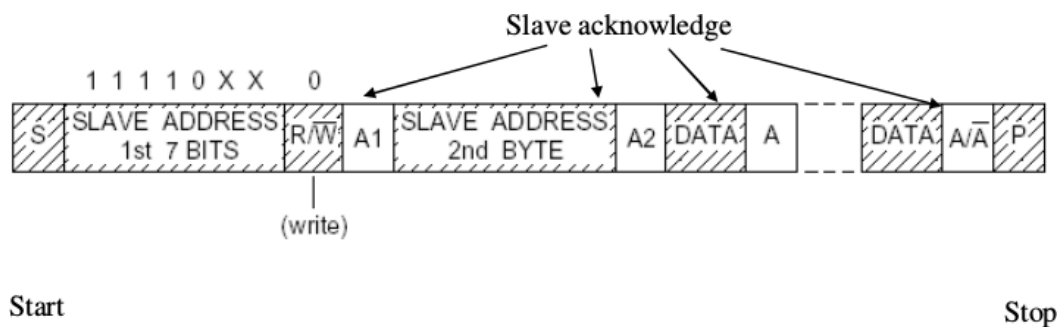 Slave acknowledge
1 1 1 1 0 X X 0
S SLAVE ADDRESS 1st 7 BITS R/W̅ A1 SLAVE ADDRESS 2nd BYTE A2 DATA A DATA A/A̅ P
(write)
Start Stop